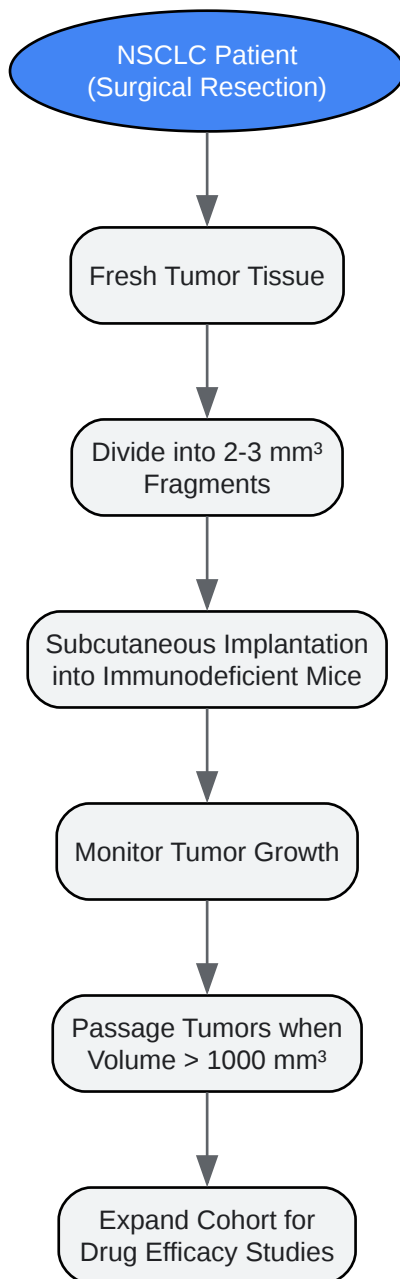 NSCLC Patient
(Surgical Resection)
Fresh Tumor Tissue
Divide into 2-3 mm³
Fragments
Subcutaneous Implantation
into Immunodeficient Mice
Monitor Tumor Growth
Passage Tumors when
Volume > 1000 mm³
Expand Cohort for
Drug Efficacy Studies